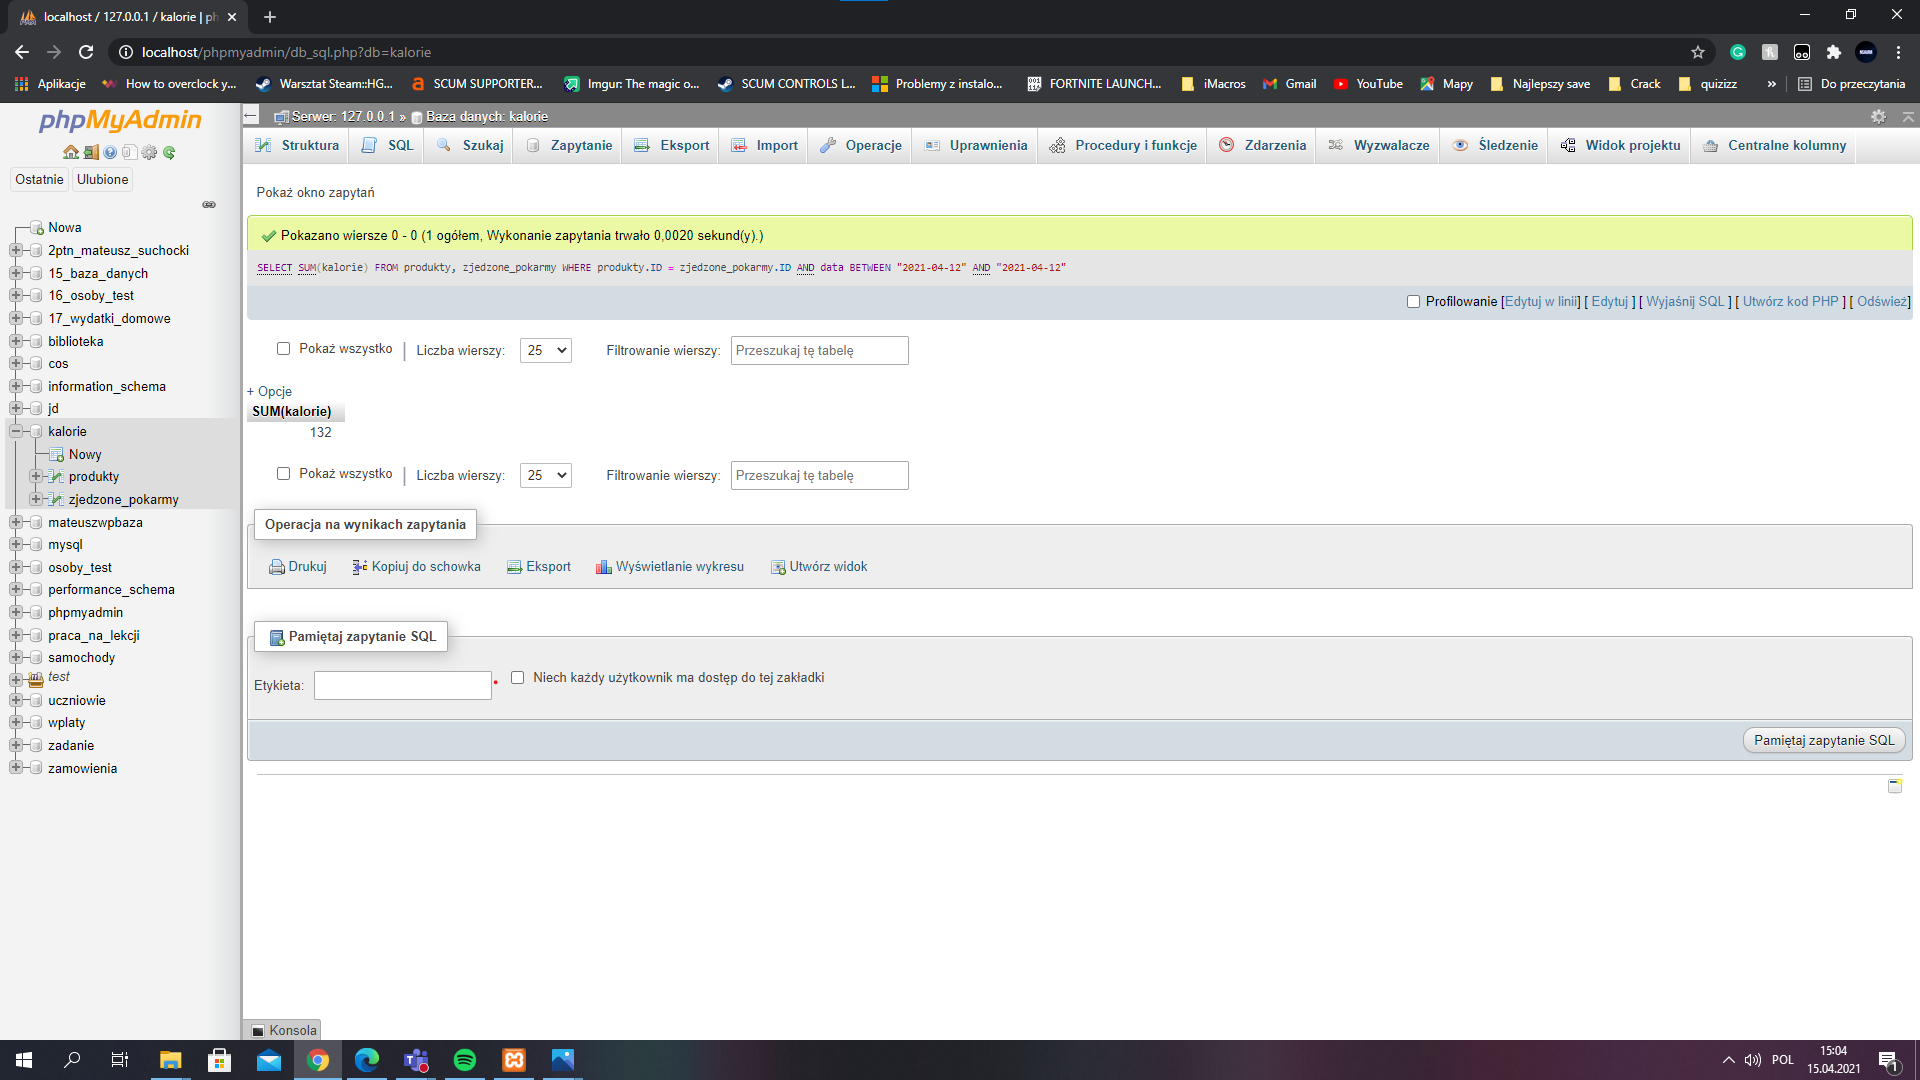 localhost / 127.0.0.1 / kalorie | ph
localhost/phpmyadmin/db_sql.php?db=kalorie
Aplikacje
How to overclock y...
Warsztat Steam::HG...
SCUM SUPPORTER...
Imgur: The magic o...
SCUM CONTROLS L...
Problemy z instalo...
FORTNITE LAUNCH...
iMacros
Gmail
YouTube
Mapy
Najlepszy save
Crack
quizizz
»
Do przeczytania
phpMyAdmin
Ostatnie
Ulubione
Nowa
2ptn_mateusz_suchocki
15_baza_danych
16_osoby_test
17_wydatki_domowe
biblioteka
cos
information_schema
jd
kalorie
Nowy
produkty
zjedzone_pokarmy
mateuszwpbaza
mysql
osoby_test
performance_schema
phpmyadmin
praca_na_lekcji
samochody
test
uczniowie
wplaty
zadanie
zamowienia
Serwer: 127.0.0.1 » Baza danych: kalorie
Struktura
SQL
Szukaj
Zapytanie
Eksport
Import
Operacje
Uprawnienia
Procedury i funkcje
Zdarzenia
Wyzwalacze
Śledzenie
Widok projektu
Centralne kolumny
Pokaż okno zapytań
Pokazano wiersze 0 - 0 (1 ogółem, Wykonanie zapytania trwało 0,0020 sekund(y).)
SELECT SUM(kalorie) FROM produkty, zjedzone_pokarmy WHERE produkty.ID = zjedzone_pokarmy.ID AND data BETWEEN "2021-04-12" AND "2021-04-12"
Profilowanie [Edytuj w linii] [ Edytuj ] [ Wyjaśnij SQL ] [ Utwórz kod PHP ] [ Odśwież]
Pokaż wszystko | Liczba wierszy: 25 Filtrowanie wierszy: Przeszukaj tę tabelę
+ Opcje
SUM(kalorie)
132
Pokaż wszystko | Liczba wierszy: 25 Filtrowanie wierszy: Przeszukaj tę tabelę
Operacja na wynikach zapytania
Drukuj
Kopiuj do schowka
Eksport
Wyświetlanie wykresu
Utwórz widok
Pamiętaj zapytanie SQL
Etykieta:
Niech każdy użytkownik ma dostęp do tej zakładki
Pamiętaj zapytanie SQL
Konsola
POL
15:04
15.04.2021
1